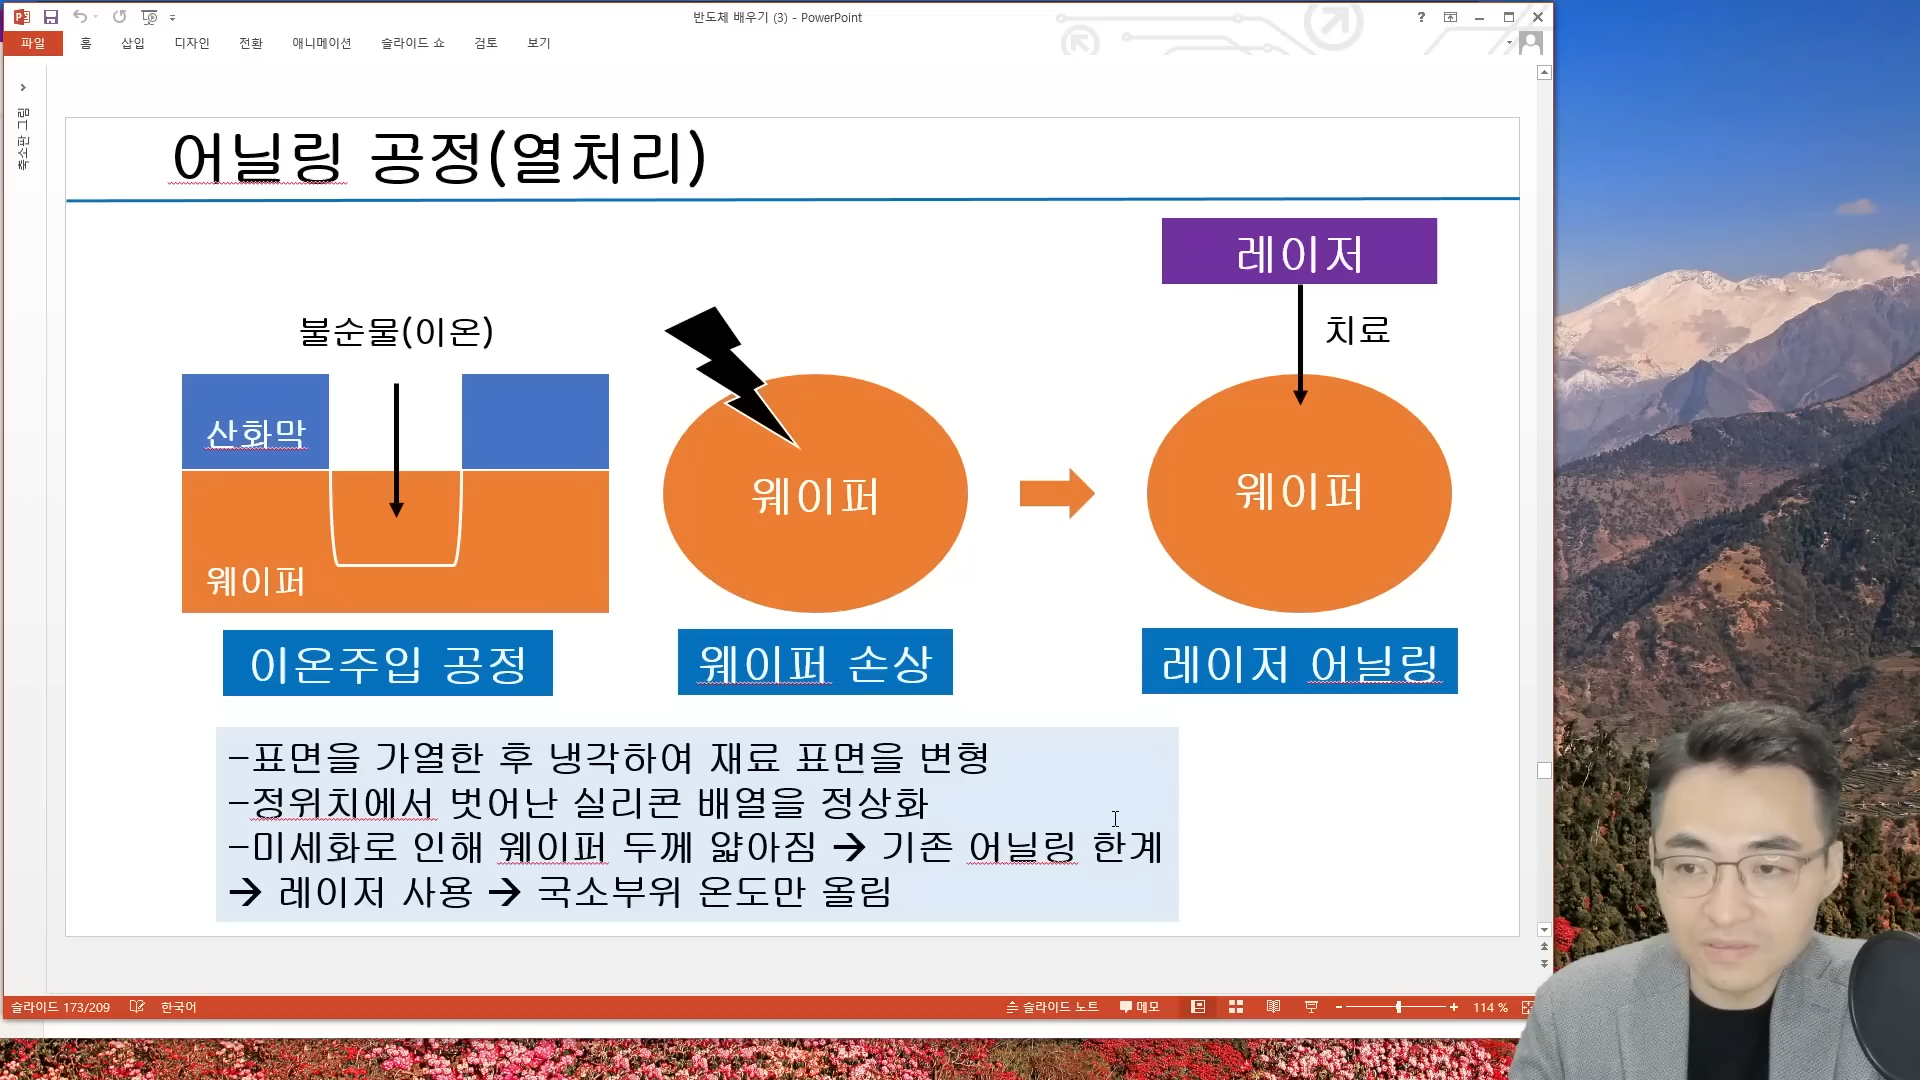 반도체 배우기 (3) - PowerPoint
파일 홈 삽입 디자인 전환 애니메이션 슬라이드 쇼 검토 보기
축소판 그림
어닐링 공정(열처리)
레이저
불순물(이온)
치료
산화막
웨이퍼
웨이퍼
웨이퍼
이온주입 공정
웨이퍼 손상
레이저 어닐링
-표면을 가열한 후 냉각하여 재료 표면을 변형
-정위치에서 벗어난 실리콘 배열을 정상화
-미세화로 인해 웨이퍼 두께 얇아짐 → 기존 어닐링 한계
→ 레이저 사용 → 국소부위 온도만 올림
슬라이드 173/209 한국어 슬라이드 노트 메모 114 %